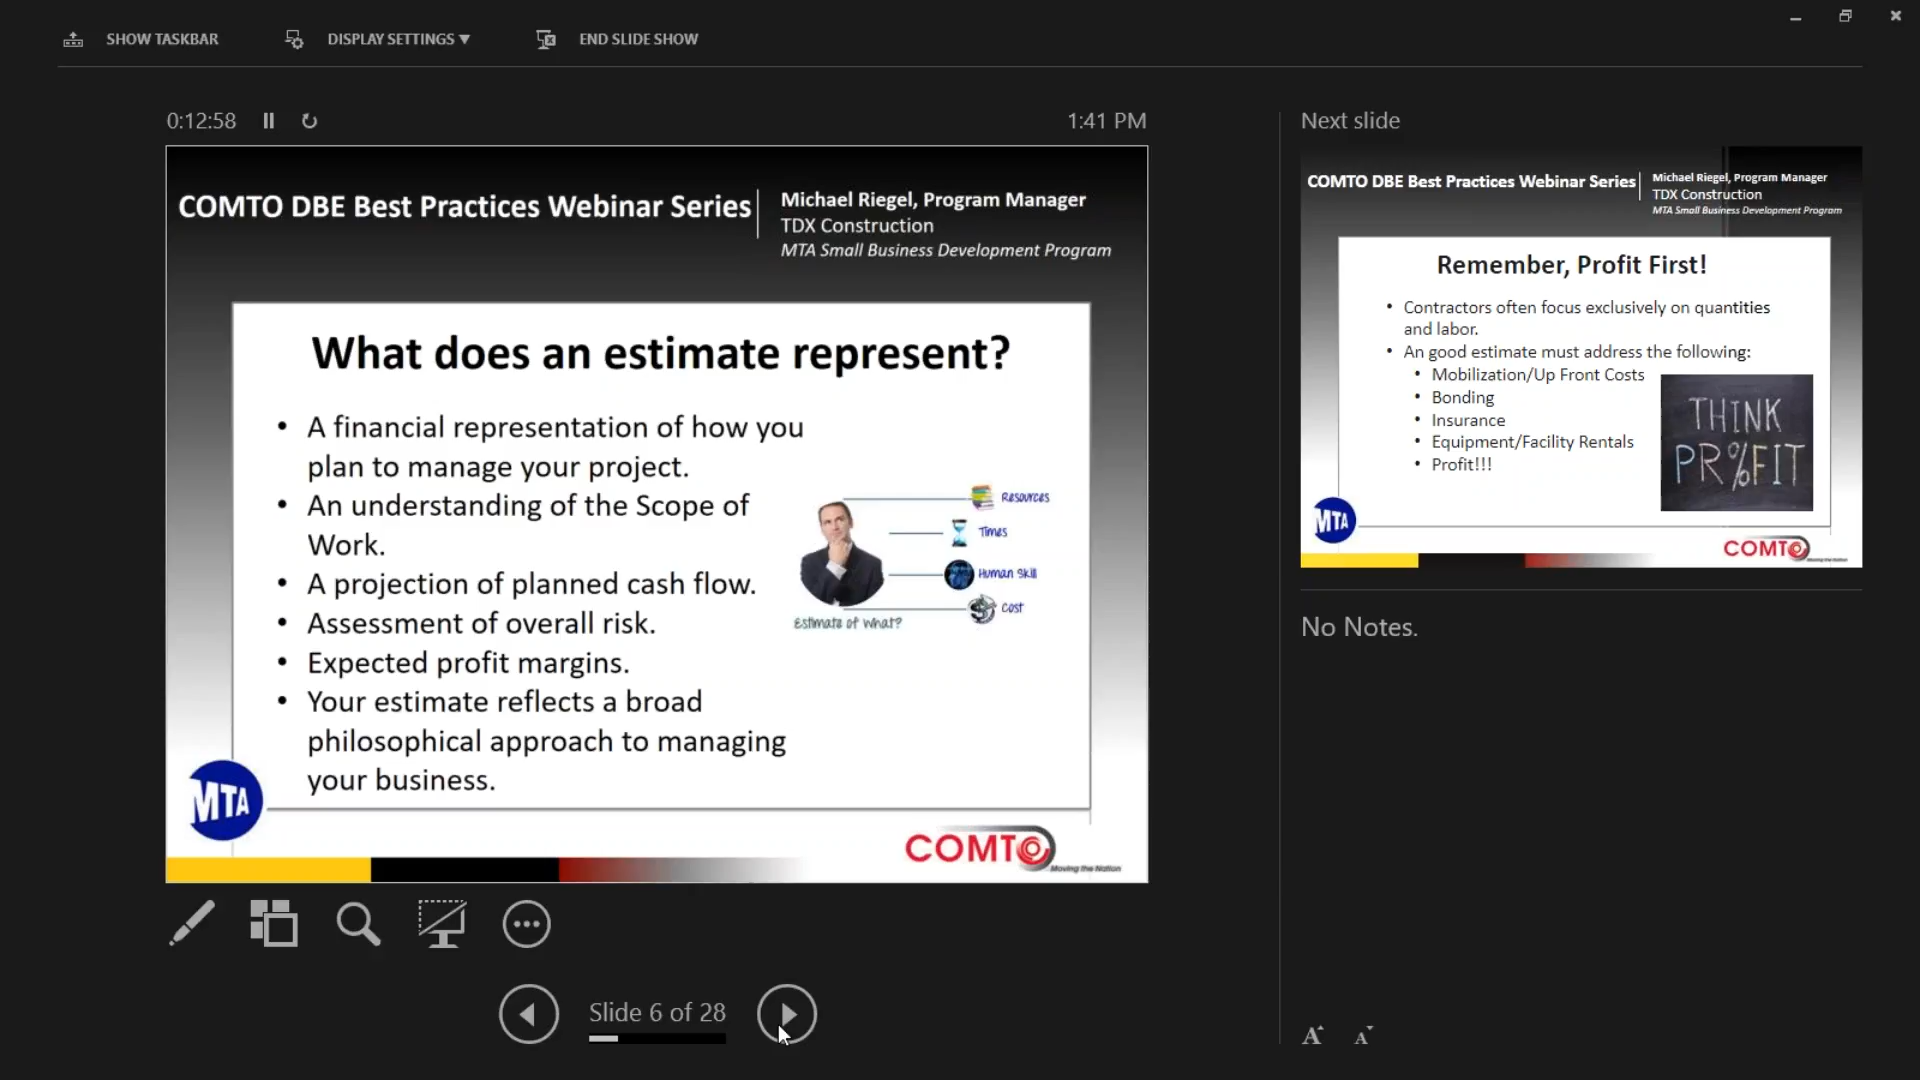 SHOW TASKBAR
DISPLAY SETTINGS ▼
END SLIDE SHOW
0:12:58
1:41 PM
COMTO DBE Best Practices Webinar Series
Michael Riegel, Program Manager
TDX Construction
MTA Small Business Development Program
What does an estimate represent?
• A financial representation of how you
plan to manage your project.
• An understanding of the Scope of
Work.
• A projection of planned cash flow.
• Assessment of overall risk.
• Expected profit margins.
• Your estimate reflects a broad
philosophical approach to managing
your business.
Resources
Times
Human Skill
Cost
Estimate of What?
MTA
COMTO
Moving the Nation
Slide 6 of 28
Next slide
COMTO DBE Best Practices Webinar Series
Michael Riegel, Program Manager
TDX Construction
MTA Small Business Development Program
Remember, Profit First!
• Contractors often focus exclusively on quantities
and labor.
• An good estimate must address the following:
• Mobilization/Up Front Costs
• Bonding
• Insurance
• Equipment/Facility Rentals
• Profit!!!
THINK
PR%FIT
MTA
COMTO
Moving the Nation
No Notes.
A A